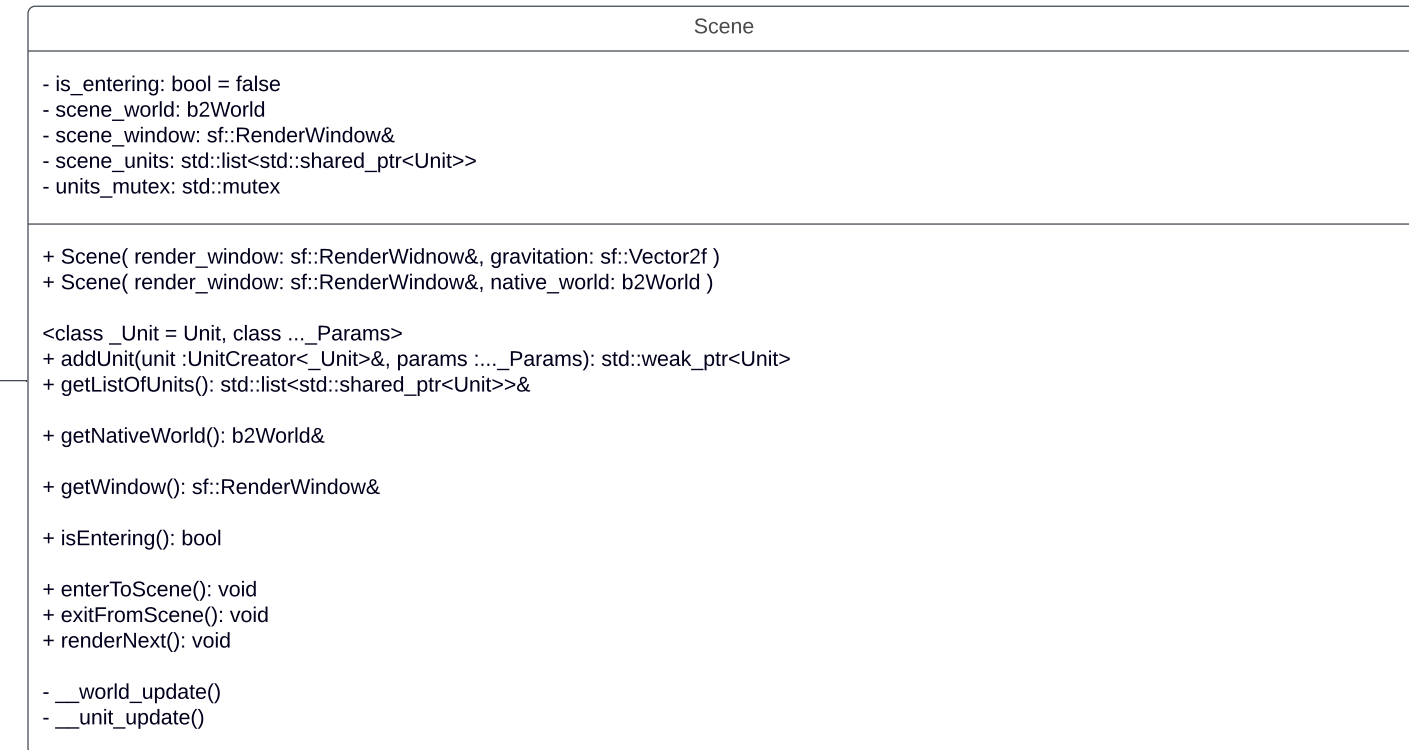 Scene
- is_entering: bool = false
- scene_world: b2World
- scene_window: sf::RenderWindow&
- scene_units: std::list<std::shared_ptr<Unit>>
- units_mutex: std::mutex
+ Scene( render_window: sf::RenderWidnow&, gravitation: sf::Vector2f )
+ Scene( render_window: sf::RenderWindow&, native_world: b2World )
<class _Unit = Unit, class ..._Params>
+ addUnit(unit :UnitCreator<_Unit>&, params :..._Params): std::weak_ptr<Unit>
+ getListOfUnits(): std::list<std::shared_ptr<Unit>>&
+ getNativeWorld(): b2World&
+ getWindow(): sf::RenderWindow&
+ isEntering(): bool
+ enterToScene(): void
+ exitFromScene(): void
+ renderNext(): void
- __world_update()
- __unit_update()